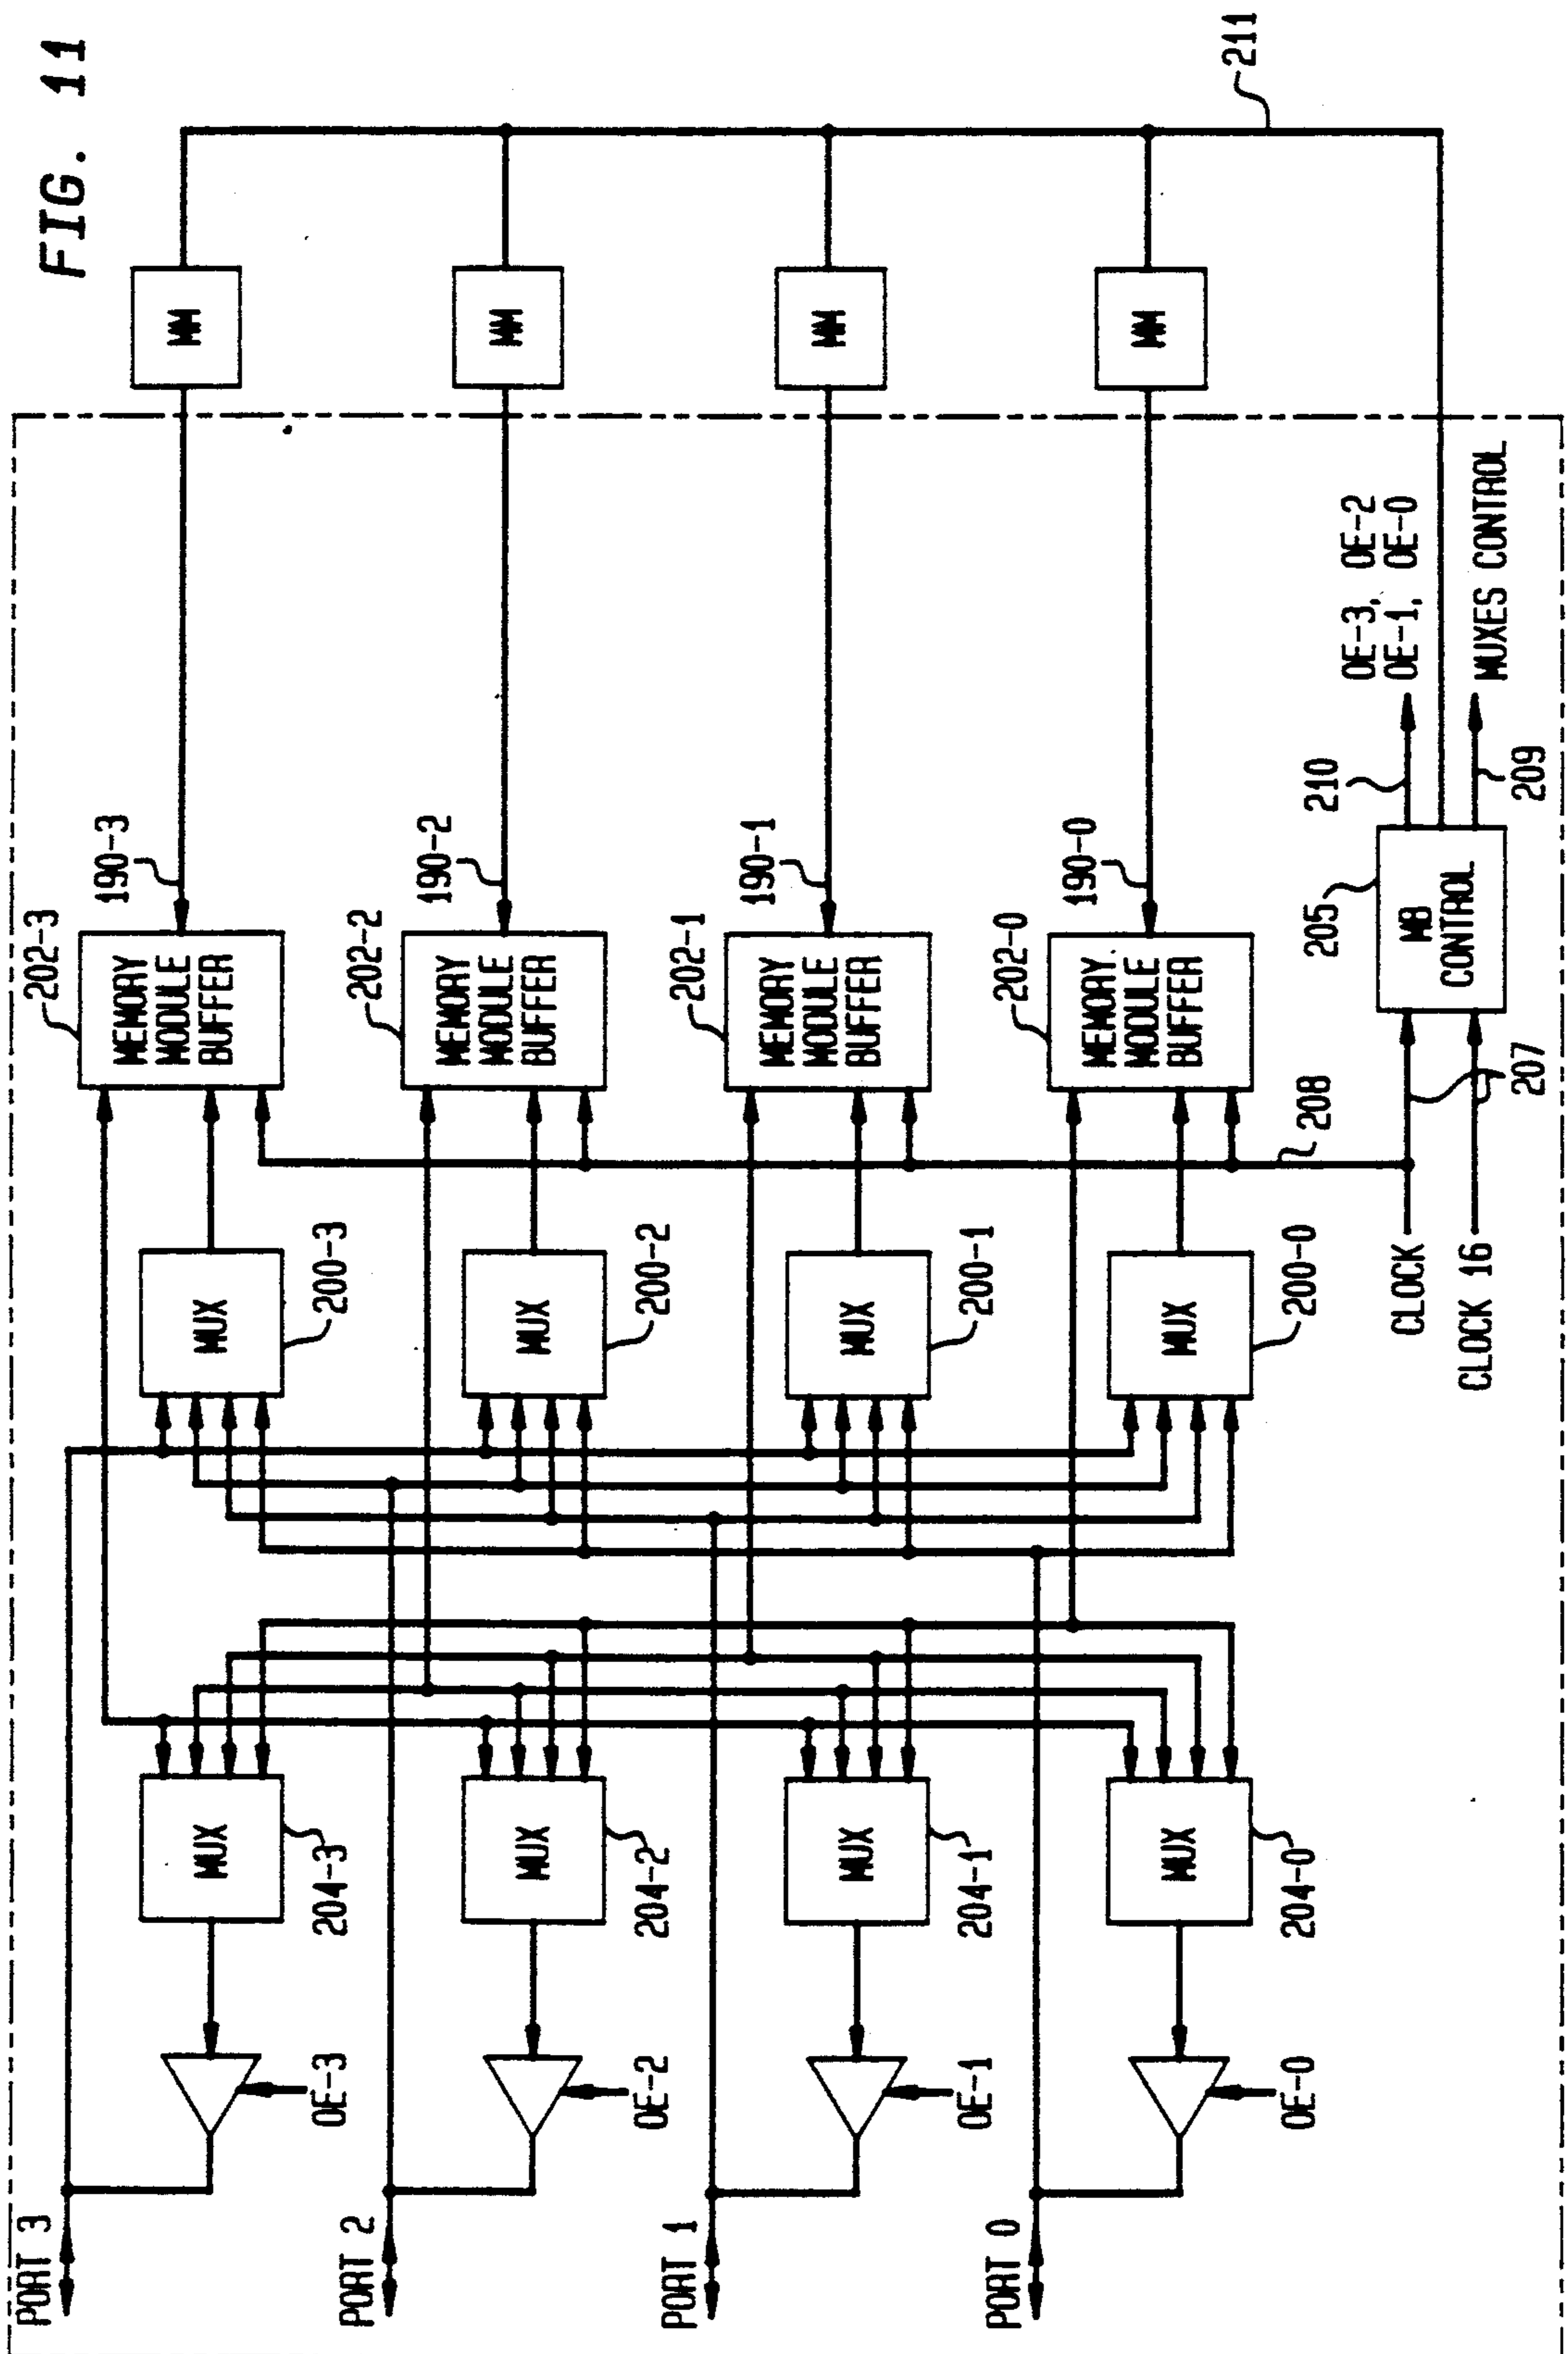 FIG. 11
PORT 3
OE-3
MUX
204-3
MUX
200-3
MEMORY
MODULE
BUFFER
202-3
190-3
MM
PORT 2
OE-2
MUX
204-2
MUX
200-2
MEMORY
MODULE
BUFFER
202-2
190-2
MM
PORT 1
OE-1
MUX
204-1
MUX
200-1
MEMORY
MODULE
BUFFER
202-1
190-1
MM
PORT 0
OE-0
MUX
204-0
MUX
200-0
MEMORY
MODULE
BUFFER
202-0
190-0
MM
208
CLOCK
CLOCK 16
207
MB
CONTROL
205
210
OE-3, OE-2
OE-1, OE-0
MUXES CONTROL
209
211